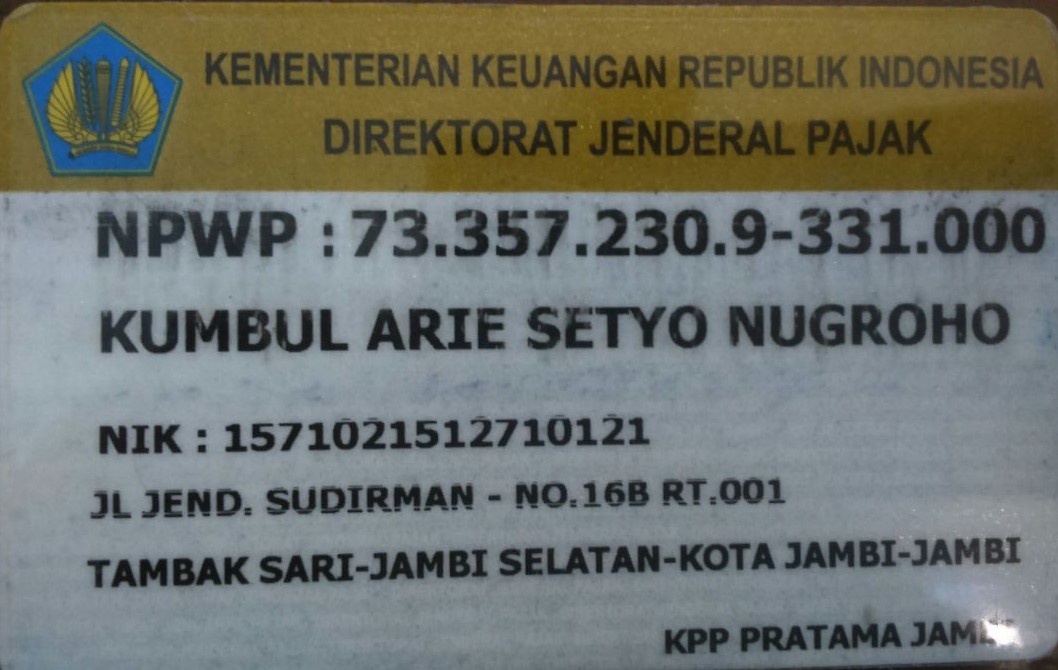 KEMENTERIAN KEUANGAN REPUBLIK INDONESIA
DIREKTORAT JENDERAL PAJAK
NPWP : 73.357.230.9-331.000
KUMBUL ARIE SETYO NUGROHO
NIK : 1571021512710121
JL JEND. SUDIRMAN - NO.16B RT.001
TAMBAK SARI-JAMBI SELATAN-KOTA JAMBI-JAMBI
KPP PRATAMA